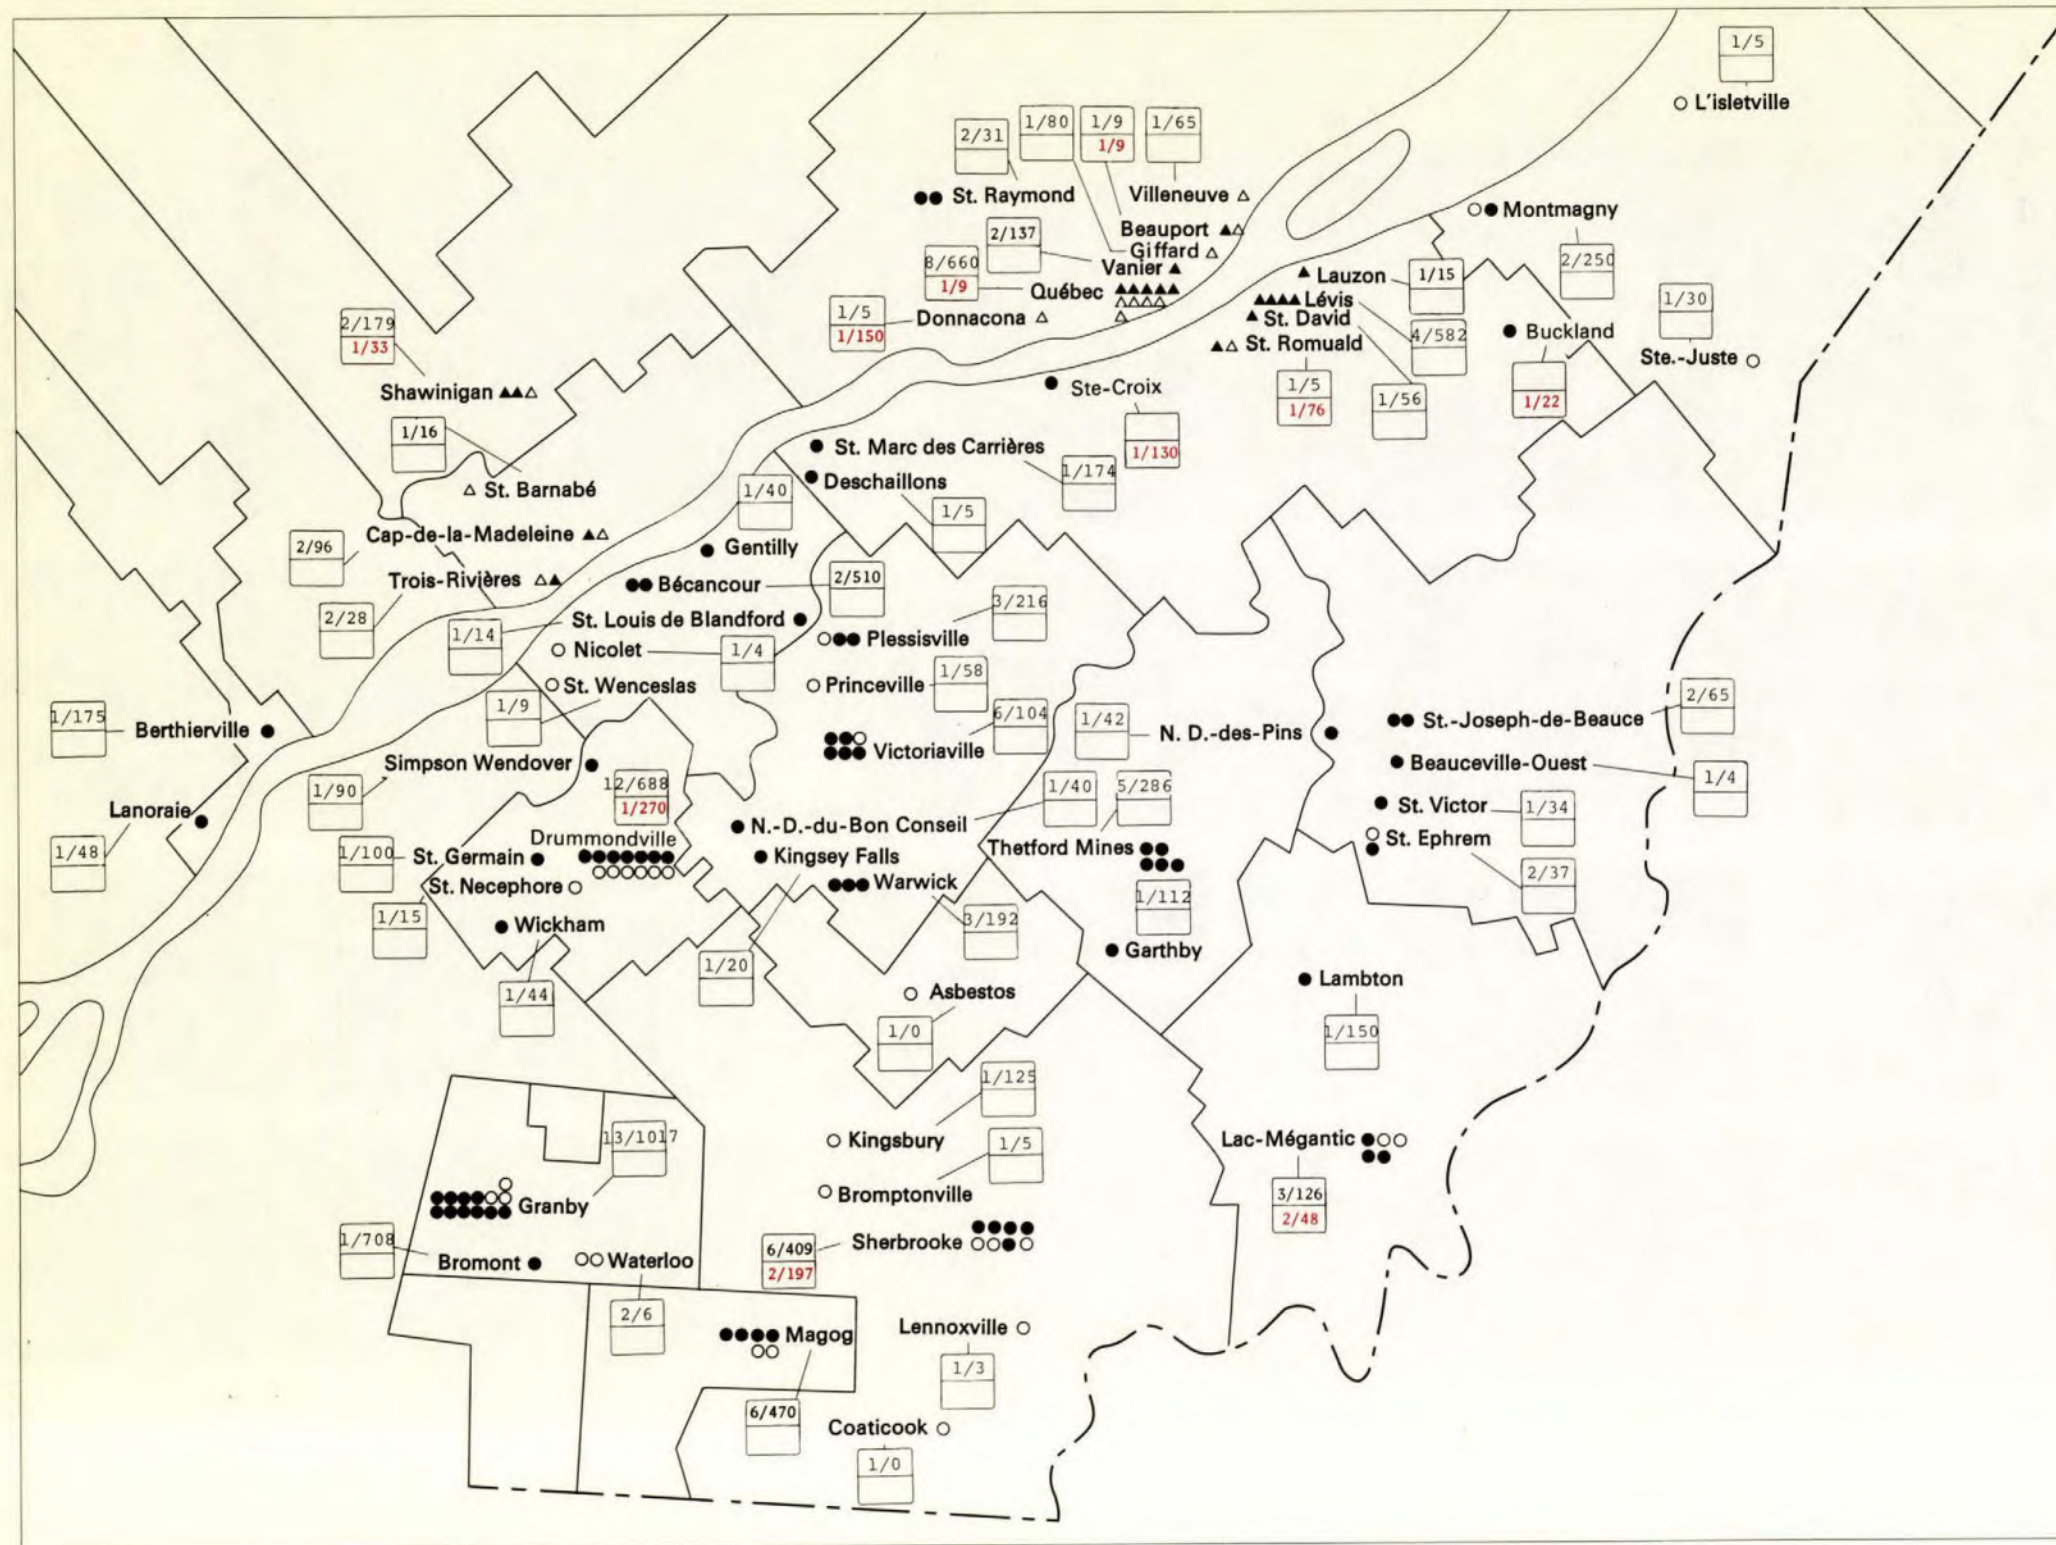 1/5
L'isletville
2/31
1/80
1/9
1/9
1/65
St. Raymond
Villeneuve
Montmagny
2/250
2/137
Beauport
Giffard
Vanier
8/660
1/9
Québec
1/5
1/150
Donnacona
Lauzon
1/15
Lévis
St. David
St. Romuald
4/582
1/5
1/76
1/56
Buckland
1/22
1/30
Ste.-Juste
2/179
1/33
Shawinigan
1/16
St. Barnabé
Ste-Croix
1/130
St. Marc des Carrières
1/174
Deschaillons
1/5
1/40
Gentilly
2/96
Cap-de-la-Madeleine
Trois-Rivières
2/28
Bécancour
2/510
St. Louis de Blandford
1/14
3/216
Plessisville
Nicolet
1/4
St. Wenceslas
1/9
Princeville
1/58
6/104
Victoriaville
1/42
N. D.-des-Pins
St.-Joseph-de-Beauce
2/65
Beauceville-Ouest
1/4
St. Victor
1/34
St. Ephrem
2/37
1/175
Berthierville
Simpson Wendover
1/90
12/688
1/270
Drummondville
Lanoraie
1/48
1/100
St. Germain
St. Necephore
1/15
Wickham
1/44
N.-D.-du-Bon Conseil
1/40
5/286
Kingsey Falls
1/20
Thetford Mines
Warwick
3/192
1/112
Garthby
Asbestos
1/0
Lambton
1/150
1/125
Kingsbury
1/5
Bromptonville
13/1017
Granby
Lac-Mégantic
3/126
2/48
6/409
2/197
Sherbrooke
1/708
Bromont
Waterloo
2/6
Magog
6/470
Lennoxville
1/3
Coaticook
1/0